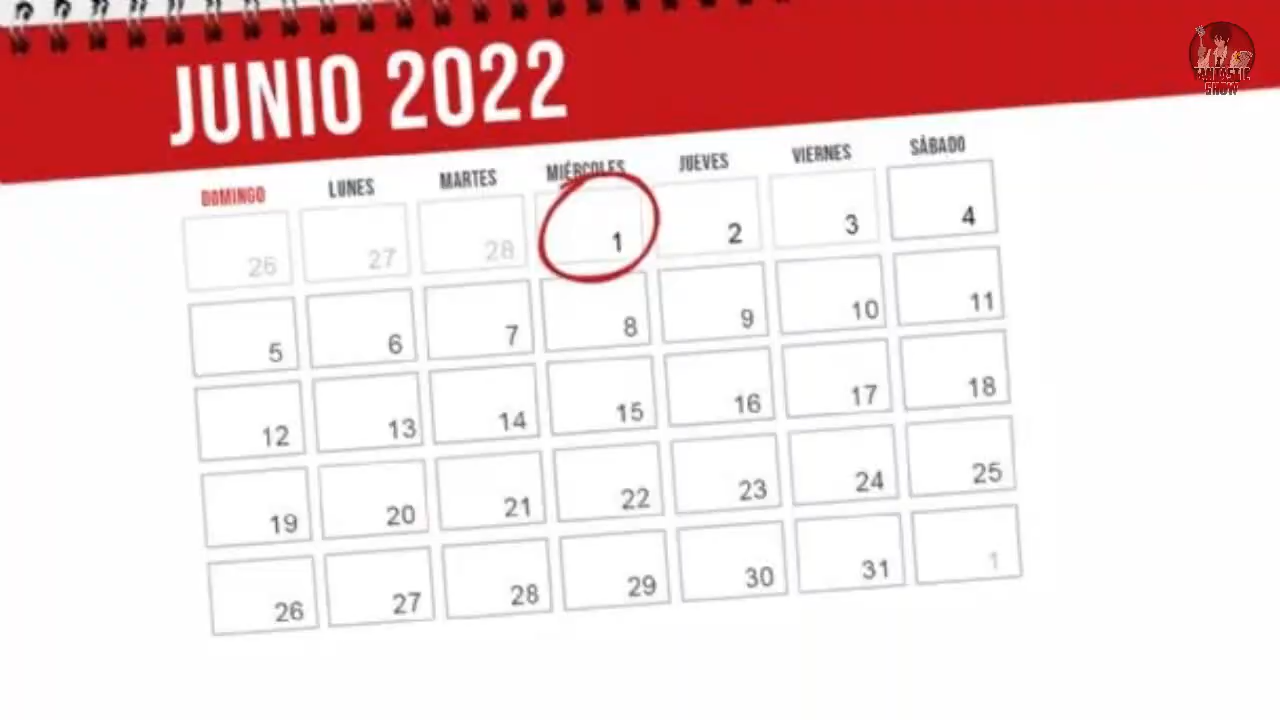 JUNIO 2022
FANTASTIC
SHOW
DOMINGO LUNES MARTES MIÉRCOLES JUEVES VIERNES SÁBADO
26 27 28 1 2 3 4
5 6 7 8 9 10 11
12 13 14 15 16 17 18
19 20 21 22 23 24 25
26 27 28 29 30 31 1